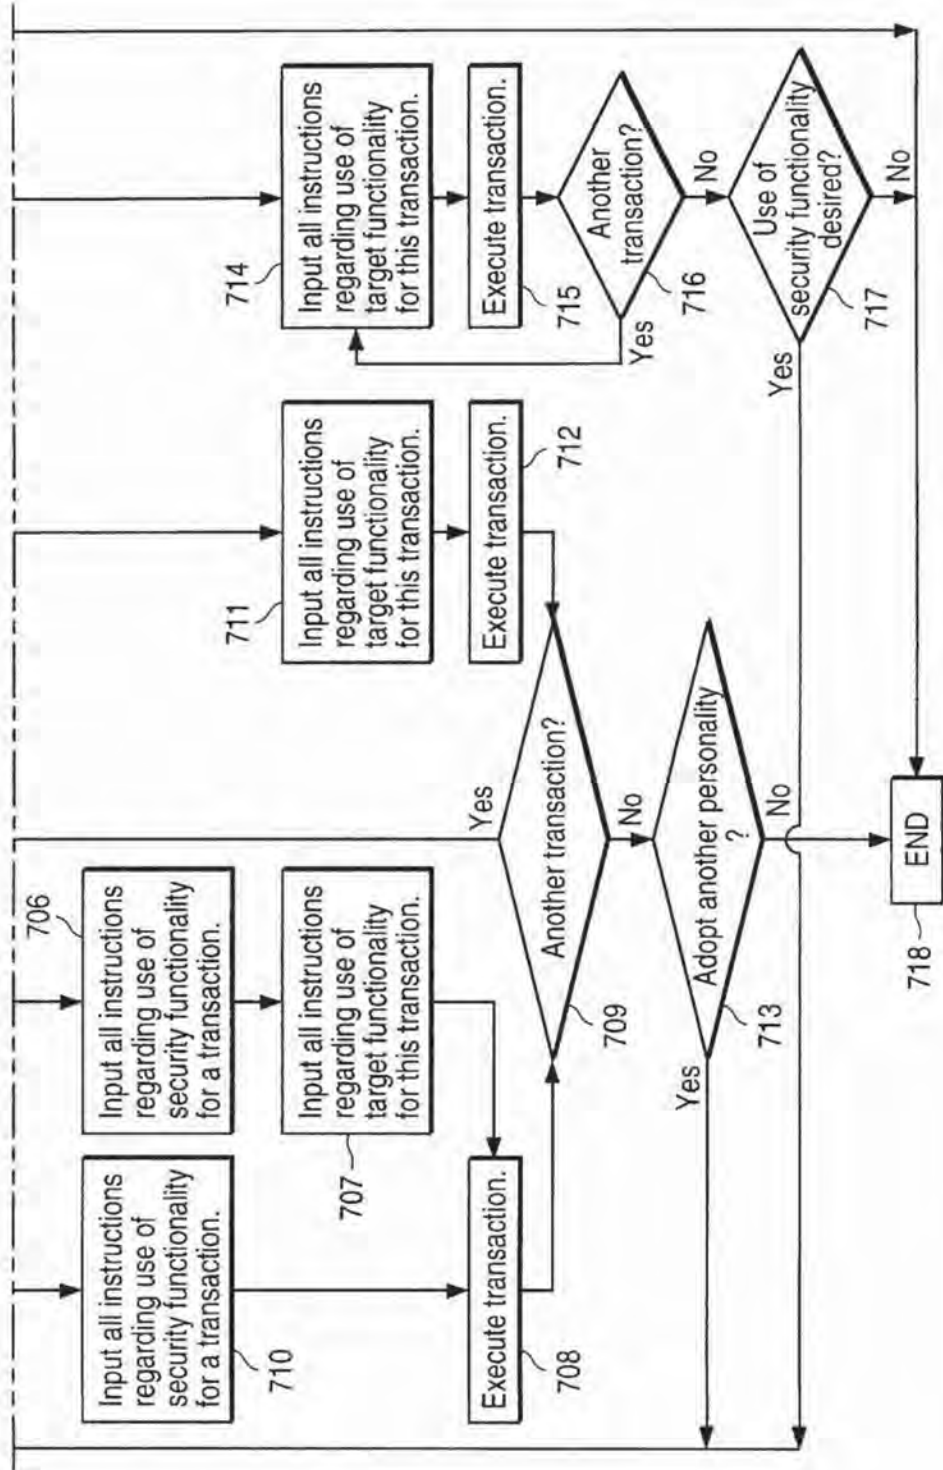 710
Input all instructions
regarding use of
security functionality
for a transaction.
706
Input all instructions
regarding use of
security functionality
for a transaction.
707
Input all instructions
regarding use of
target functionality
for this transaction.
711
Input all instructions
regarding use of
target functionality
for this transaction.
714
Input all instructions
regarding use of
target functionality
for this transaction.
708
Execute transaction.
712
Execute transaction.
715
Execute transaction.
Yes
Another transaction?
709
No
Yes
Another
transaction?
716
No
Yes
Adopt another personality
?
713
No
Yes
Use of
security functionality
desired?
717
No
718
END